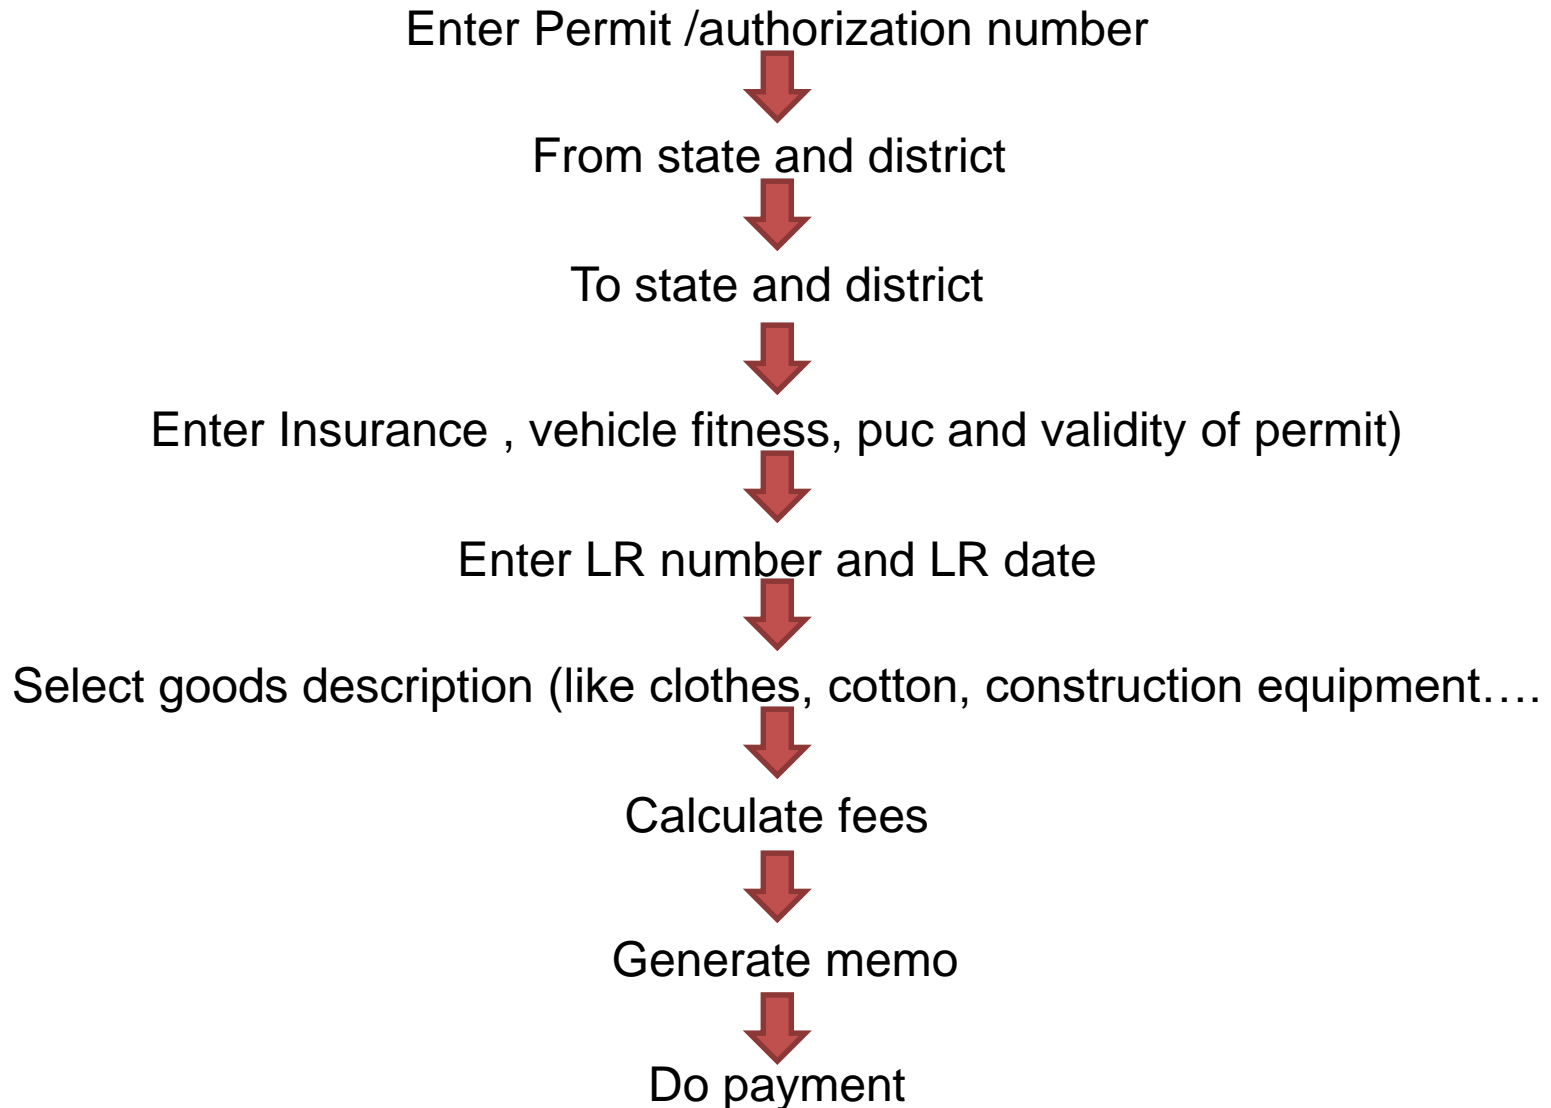 Enter Permit /authorization number
From state and district
To state and district
Enter Insurance , vehicle fitness, puc and validity of permit)
Enter LR number and LR date
Select goods description (like clothes, cotton, construction equipment….
Calculate fees
Generate memo
Do payment